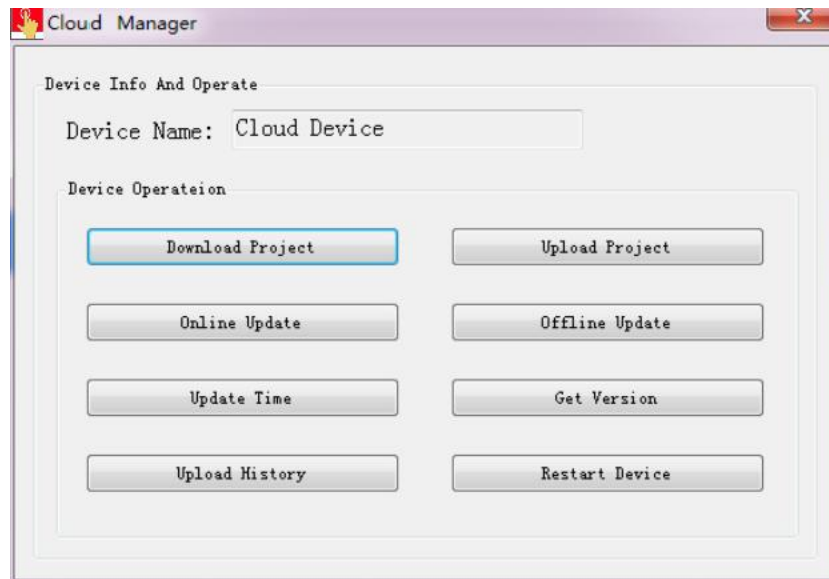 Cloud Manager
Device Info And Operate
Device Name: Cloud Device
Device Operateion
Download Project Upload Project
Online Update Offline Update
Update Time Get Version
Upload History Restart Device